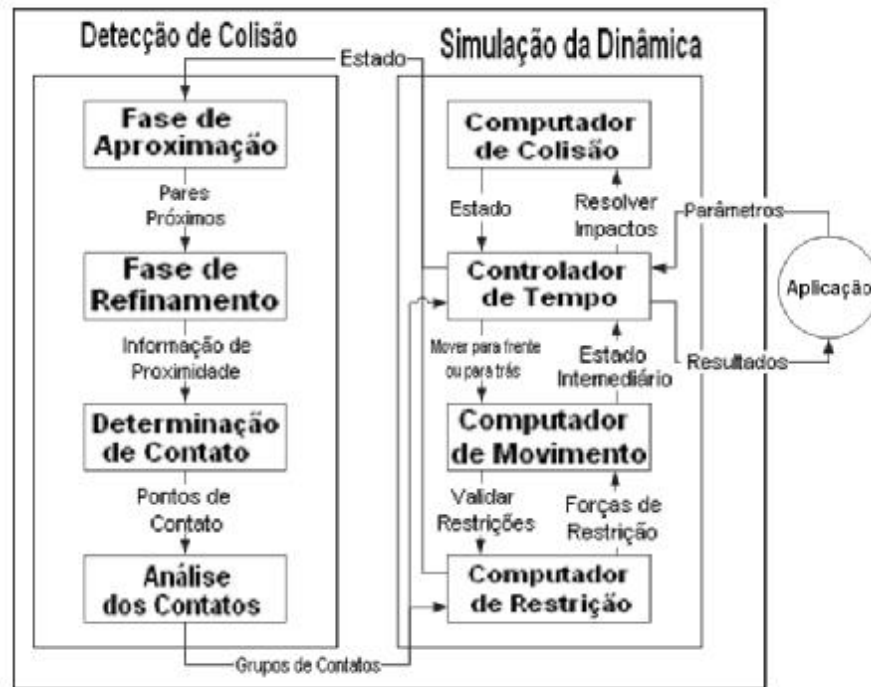 Detecção de Colisão
Fase de
Aproximação
Pares
Próximos
Fase de
Refinamento
Informação de
Proximidade
Determinação
de Contato
Pontos de
Contato
Análise
dos Contatos
Grupos de Contatos
Estado
Simulação da Dinâmica
Computador
de Colisão
Estado
Resolver
Impactos
Controlador
de Tempo
Mover para frente
ou para trás
Estado
Intermediário
Computador
de Movimento
Validar
Restrições
Forças de
Restrição
Computador
de Restrição
Parâmetros
Aplicação
Resultados